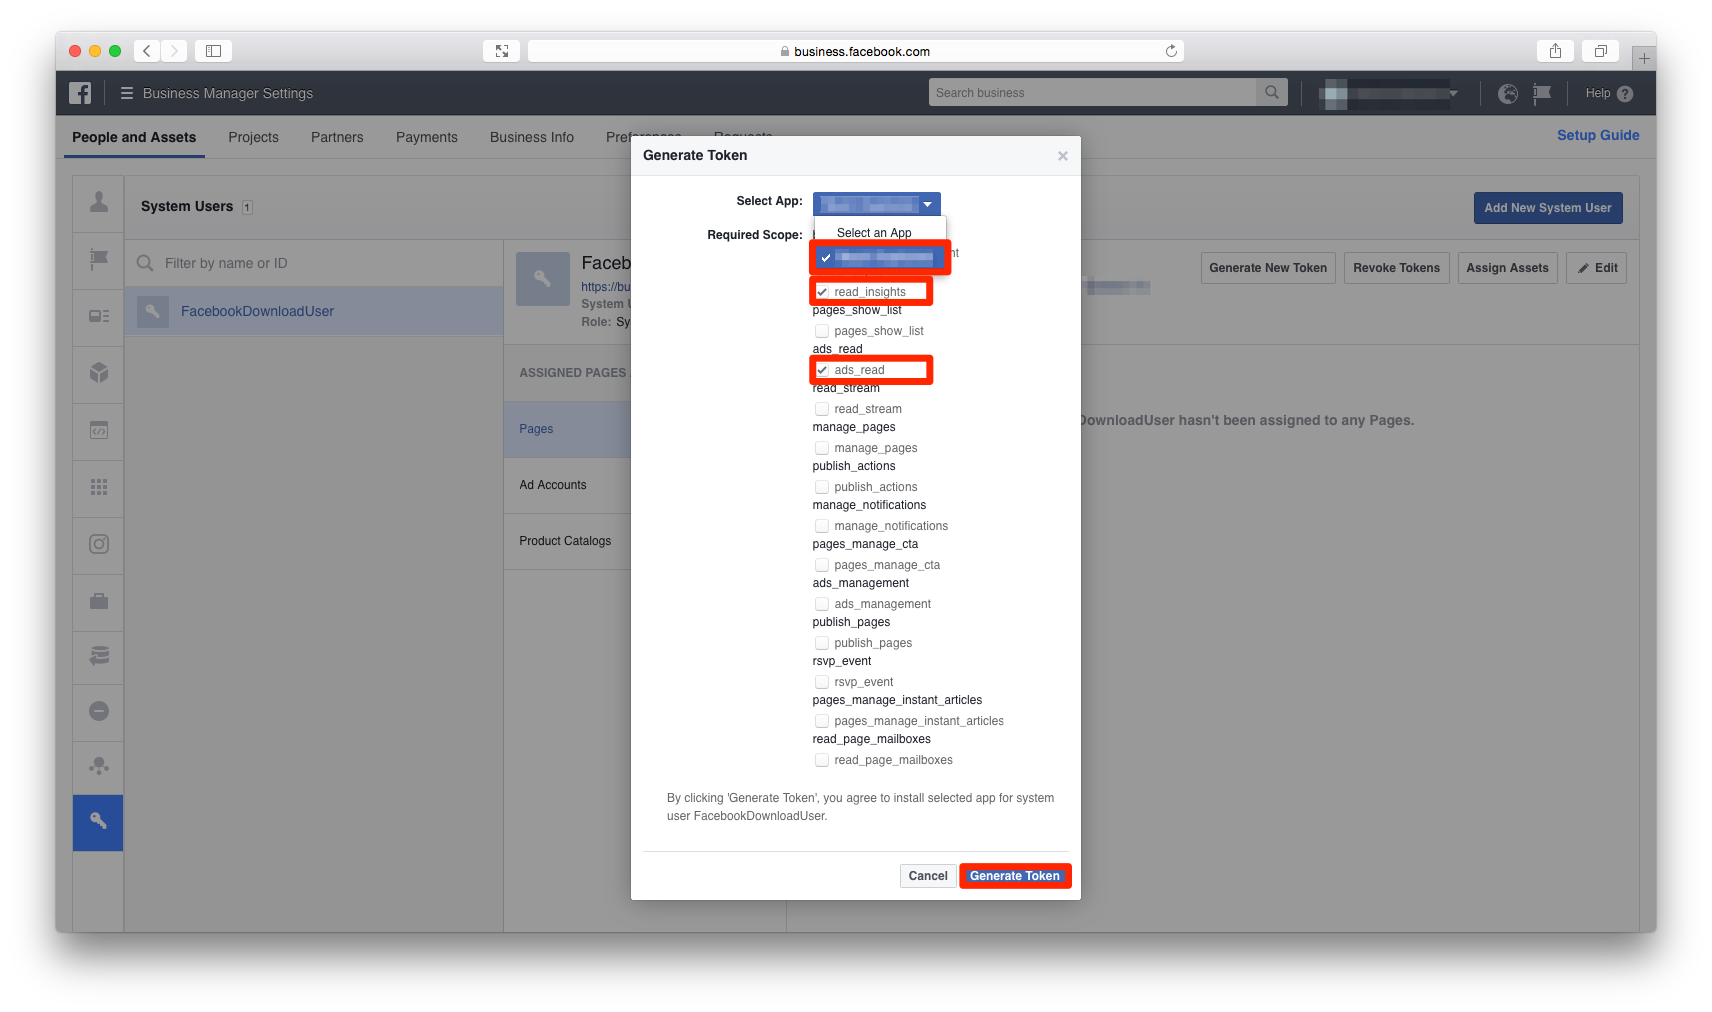 business.facebook.com
Business Manager Settings
Search business
Help
People and Assets
Projects
Partners
Payments
Business Info
Setup Guide
System Users 1
Add New System User
Filter by name or ID
FacebookDownloadUser
https://bu
Role: Sy
Generate New Token
Revoke Tokens
Assign Assets
Edit
ASSIGNED PAGES
Pages
Ad Accounts
Product Catalogs
DownloadUser hasn't been assigned to any Pages.
Generate Token
Select App:
Select an App
Required Scope:
read_insights
pages_show_list
pages_show_list
ads_read
ads_read
read_stream
read_stream
manage_pages
manage_pages
publish_actions
publish_actions
manage_notifications
manage_notifications
pages_manage_cta
pages_manage_cta
ads_management
ads_management
publish_pages
publish_pages
rsvp_event
rsvp_event
pages_manage_instant_articles
pages_manage_instant_articles
read_page_mailboxes
read_page_mailboxes
By clicking 'Generate Token', you agree to install selected app for system
user FacebookDownloadUser.
Cancel
Generate Token